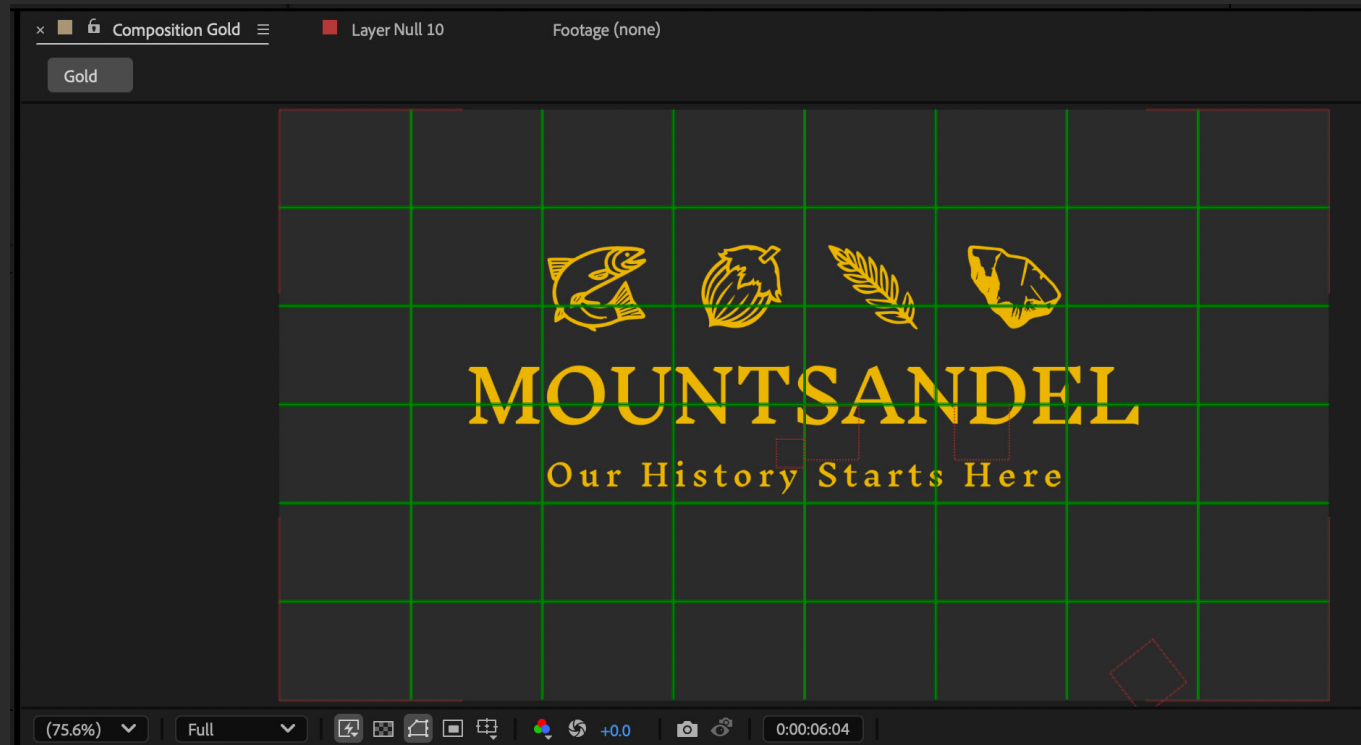 × Composition Gold ≡ Layer Null 10 Footage (none)
Gold
MOUNTSANDEL
Our History Starts Here
(75.6%) Full +0.0 0:00:06:04